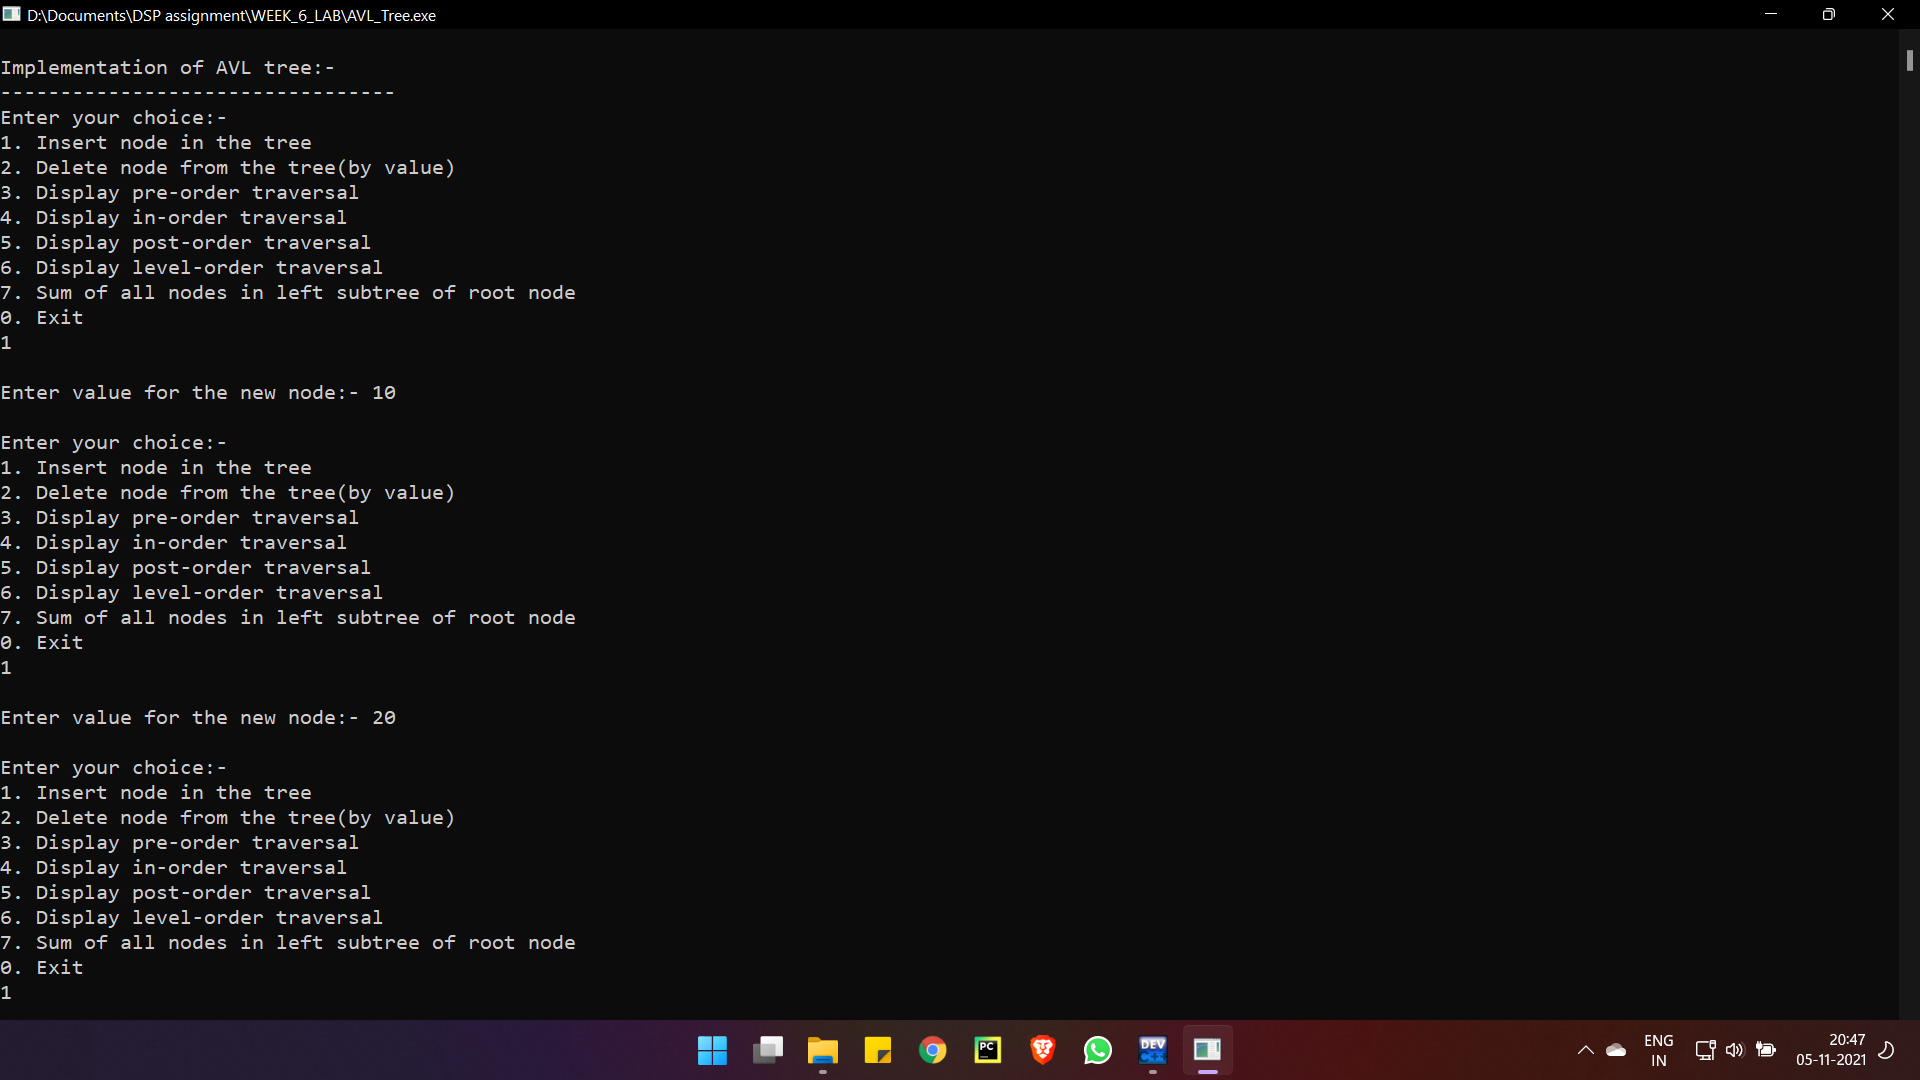 D:\Documents\DSP assignment\WEEK_6_LAB\AVL_Tree.exe
Implementation of AVL tree:-
---------------------------------
Enter your choice:-
1. Insert node in the tree
2. Delete node from the tree(by value)
3. Display pre-order traversal
4. Display in-order traversal
5. Display post-order traversal
6. Display level-order traversal
7. Sum of all nodes in left subtree of root node
0. Exit
1
Enter value for the new node:- 10
Enter your choice:-
1. Insert node in the tree
2. Delete node from the tree(by value)
3. Display pre-order traversal
4. Display in-order traversal
5. Display post-order traversal
6. Display level-order traversal
7. Sum of all nodes in left subtree of root node
0. Exit
1
Enter value for the new node:- 20
Enter your choice:-
1. Insert node in the tree
2. Delete node from the tree(by value)
3. Display pre-order traversal
4. Display in-order traversal
5. Display post-order traversal
6. Display level-order traversal
7. Sum of all nodes in left subtree of root node
0. Exit
1
PC
DEV
C++
ENG
IN
20:47
05-11-2021